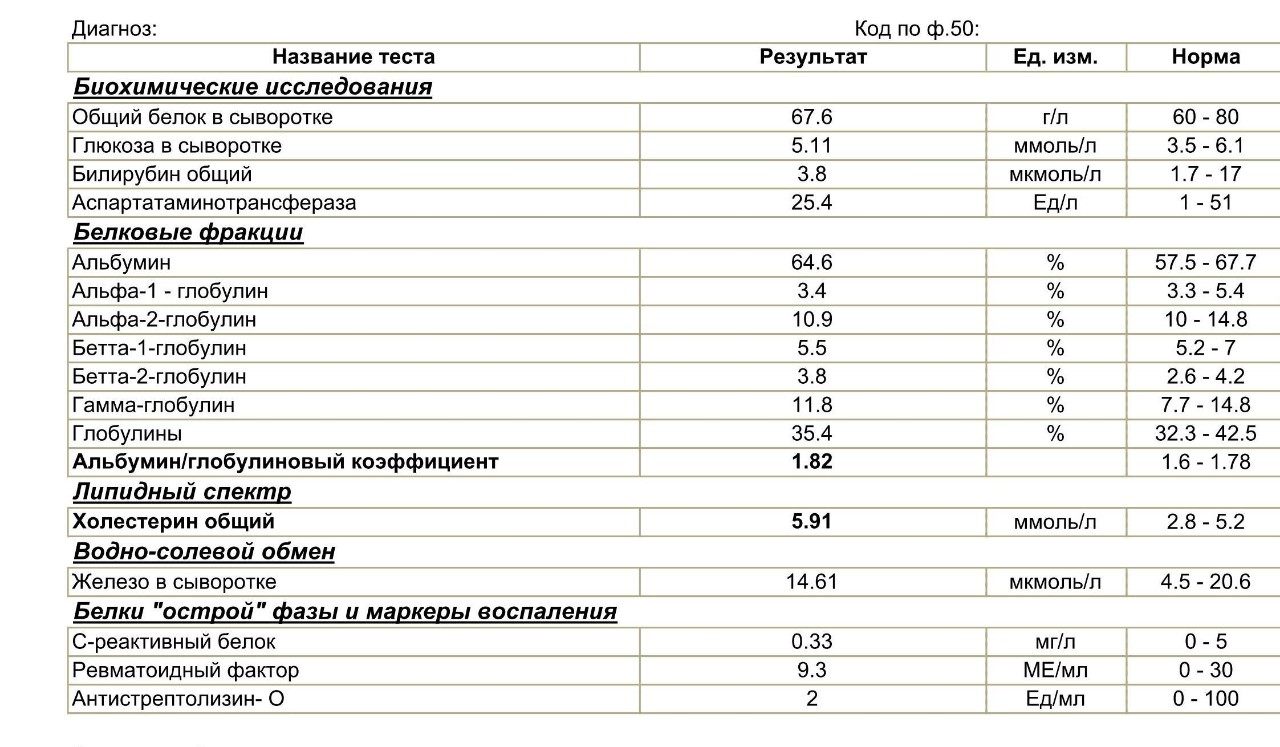 Диагноз: Код по ф.50:
Название теста Результат Ед. изм. Норма
Биохимические исследования
Общий белок в сыворотке 67.6 г/л 60 - 80
Глюкоза в сыворотке 5.11 ммоль/л 3.5 - 6.1
Билирубин общий 3.8 мкмоль/л 1.7 - 17
Аспартатаминотрансфераза 25.4 Ед/л 1 - 51
Белковые фракции
Альбумин 64.6 % 57.5 - 67.7
Альфа-1 - глобулин 3.4 % 3.3 - 5.4
Альфа-2-глобулин 10.9 % 10 - 14.8
Бетта-1-глобулин 5.5 % 5.2 - 7
Бетта-2-глобулин 3.8 % 2.6 - 4.2
Гамма-глобулин 11.8 % 7.7 - 14.8
Глобулины 35.4 % 32.3 - 42.5
Альбумин/глобулиновый коэффициент 1.82 1.6 - 1.78
Липидный спектр
Холестерин общий 5.91 ммоль/л 2.8 - 5.2
Водно-солевой обмен
Железо в сыворотке 14.61 мкмоль/л 4.5 - 20.6
Белки "острой" фазы и маркеры воспаления
С-реактивный белок 0.33 мг/л 0 - 5
Ревматоидный фактор 9.3 МЕ/мл 0 - 30
Антистрептолизин- О 2 Ед/мл 0 - 100